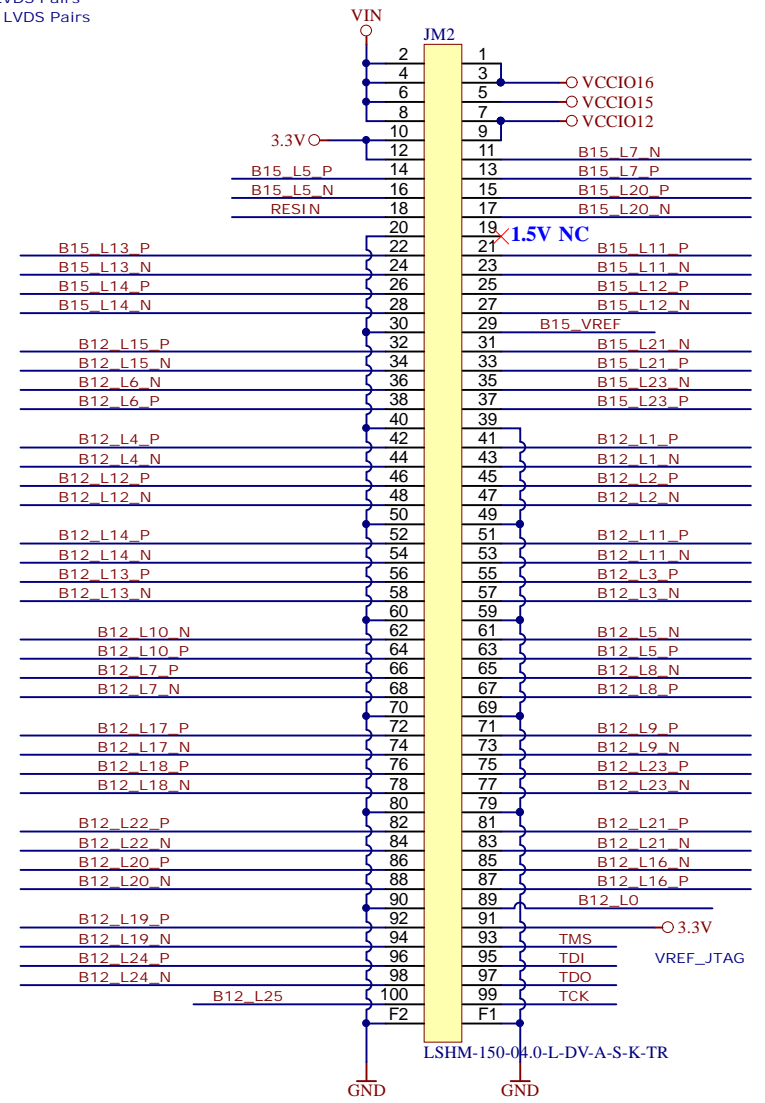 LVDS Pairs
LVDS Pairs
VIN
JM2
2 1
4 3 VCCIO16
6 5 VCCIO15
8 7 VCCIO12
3.3V 10 9
12 11 B15_L7_N
B15_L5_P 14 13 B15_L7_P
B15_L5_N 16 15 B15_L20_P
RESIN 18 17 B15_L20_N
20 19 1.5V NC
B15_L13_P 22 21 B15_L11_P
B15_L13_N 24 23 B15_L11_N
B15_L14_P 26 25 B15_L12_P
B15_L14_N 28 27 B15_L12_N
30 29 B15_VREF
B12_L15_P 32 31 B15_L21_N
B12_L15_N 34 33 B15_L21_P
B12_L6_N 36 35 B15_L23_N
B12_L6_P 38 37 B15_L23_P
40 39
B12_L4_P 42 41 B12_L1_P
B12_L4_N 44 43 B12_L1_N
B12_L12_P 46 45 B12_L2_P
B12_L12_N 48 47 B12_L2_N
50 49
B12_L14_P 52 51 B12_L11_P
B12_L14_N 54 53 B12_L11_N
B12_L13_P 56 55 B12_L3_P
B12_L13_N 58 57 B12_L3_N
60 59
B12_L10_N 62 61 B12_L5_N
B12_L10_P 64 63 B12_L5_P
B12_L7_P 66 65 B12_L8_N
B12_L7_N 68 67 B12_L8_P
70 69
B12_L17_P 72 71 B12_L9_P
B12_L17_N 74 73 B12_L9_N
B12_L18_P 76 75 B12_L23_P
B12_L18_N 78 77 B12_L23_N
80 79
B12_L22_P 82 81 B12_L21_P
B12_L22_N 84 83 B12_L21_N
B12_L20_P 86 85 B12_L16_N
B12_L20_N 88 87 B12_L16_P
90 89 B12_L0
B12_L19_P 92 91 3.3V
B12_L19_N 94 93 TMS
B12_L24_P 96 95 TDI VREF_JTAG
B12_L24_N 98 97 TDO
B12_L25 100 99 TCK
F2 F1
LSHM-150-04.0-L-DV-A-S-K-TR
GND GND